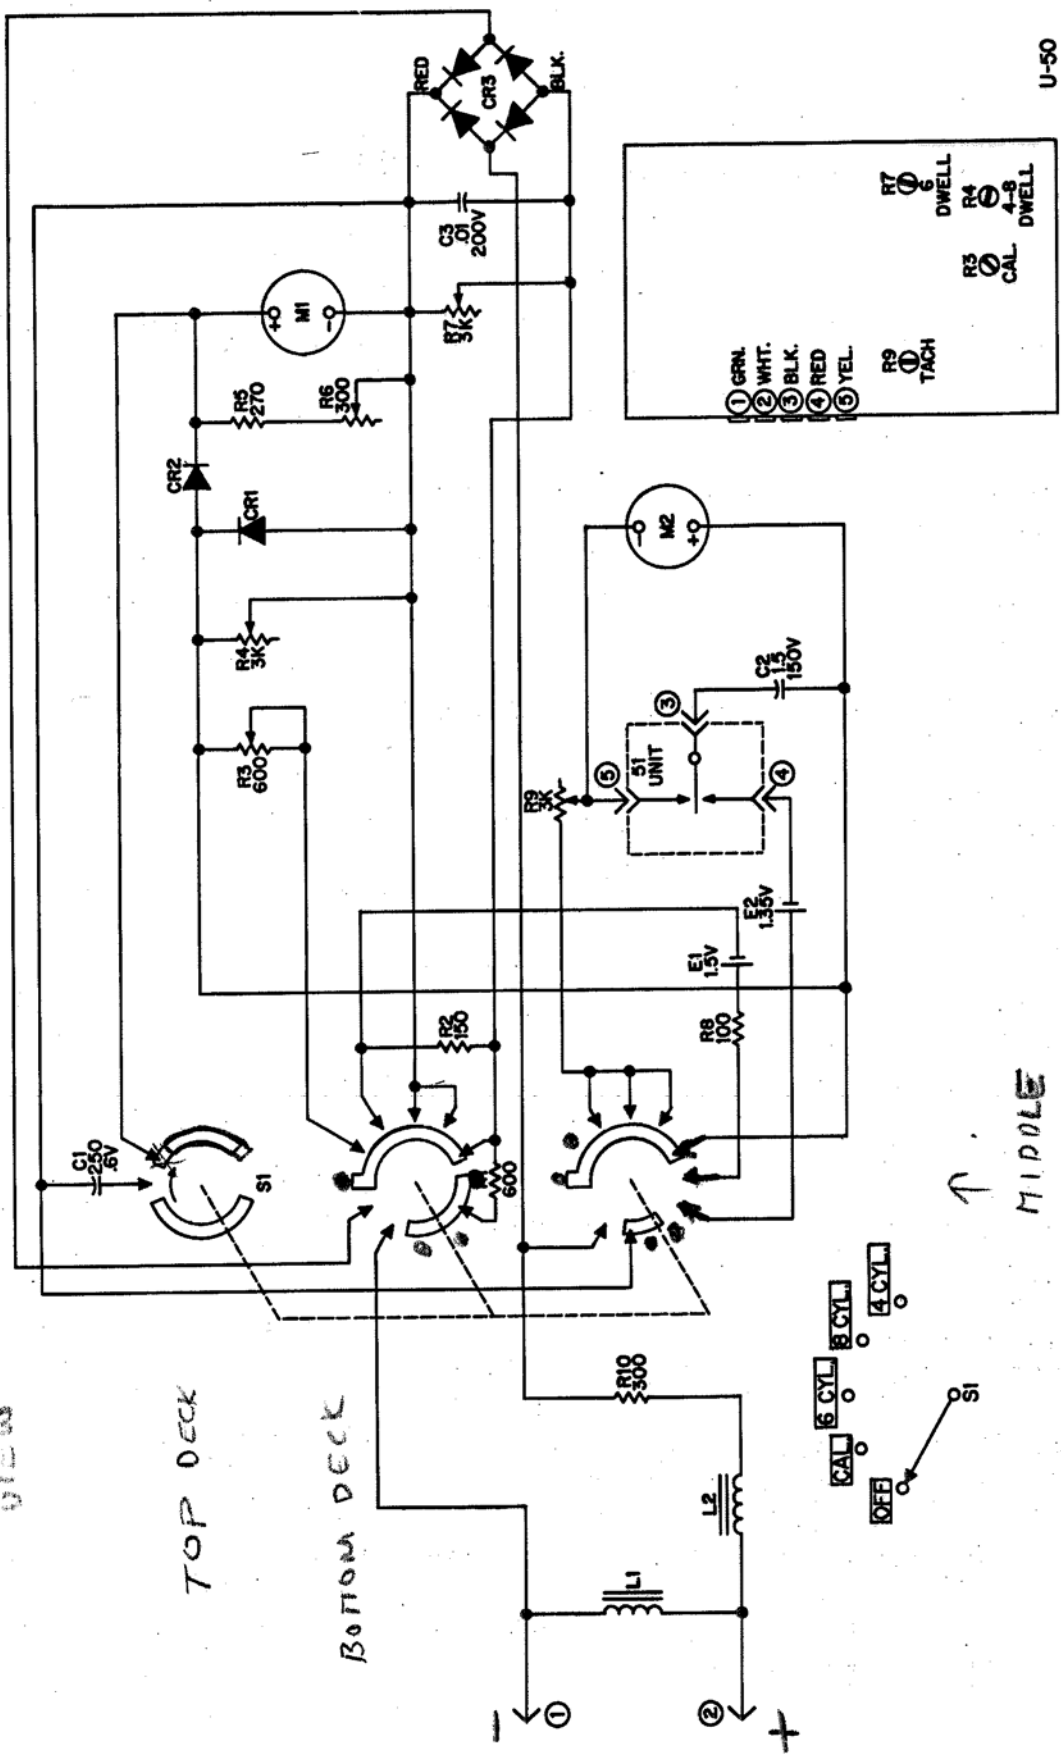 TOP DECK
BOTTOM DECK
MIDDLE
C1
250
.6V
S1
R3
600
R4
3K
CR1
CR2
R5
270
R6
300
+
M1
-
R7
3K
C3
.01
200V
RED
CR3
BLK.
R2
150
600
R9
3K
5
51
UNIT
3
4
-
M2
+
C2
1.5
150V
E1
1.5V
E2
1.35V
R8
100
R10
300
L1
L2
-
1
2
+
OFF
CAL.
6 CYL.
8 CYL.
4 CYL.
S1
1 GRN.
2 WHT.
3 BLK.
4 RED
5 YEL.
R9
TACH
R3
CAL.
R7
6
DWELL
R4
4-8
DWELL
U-50